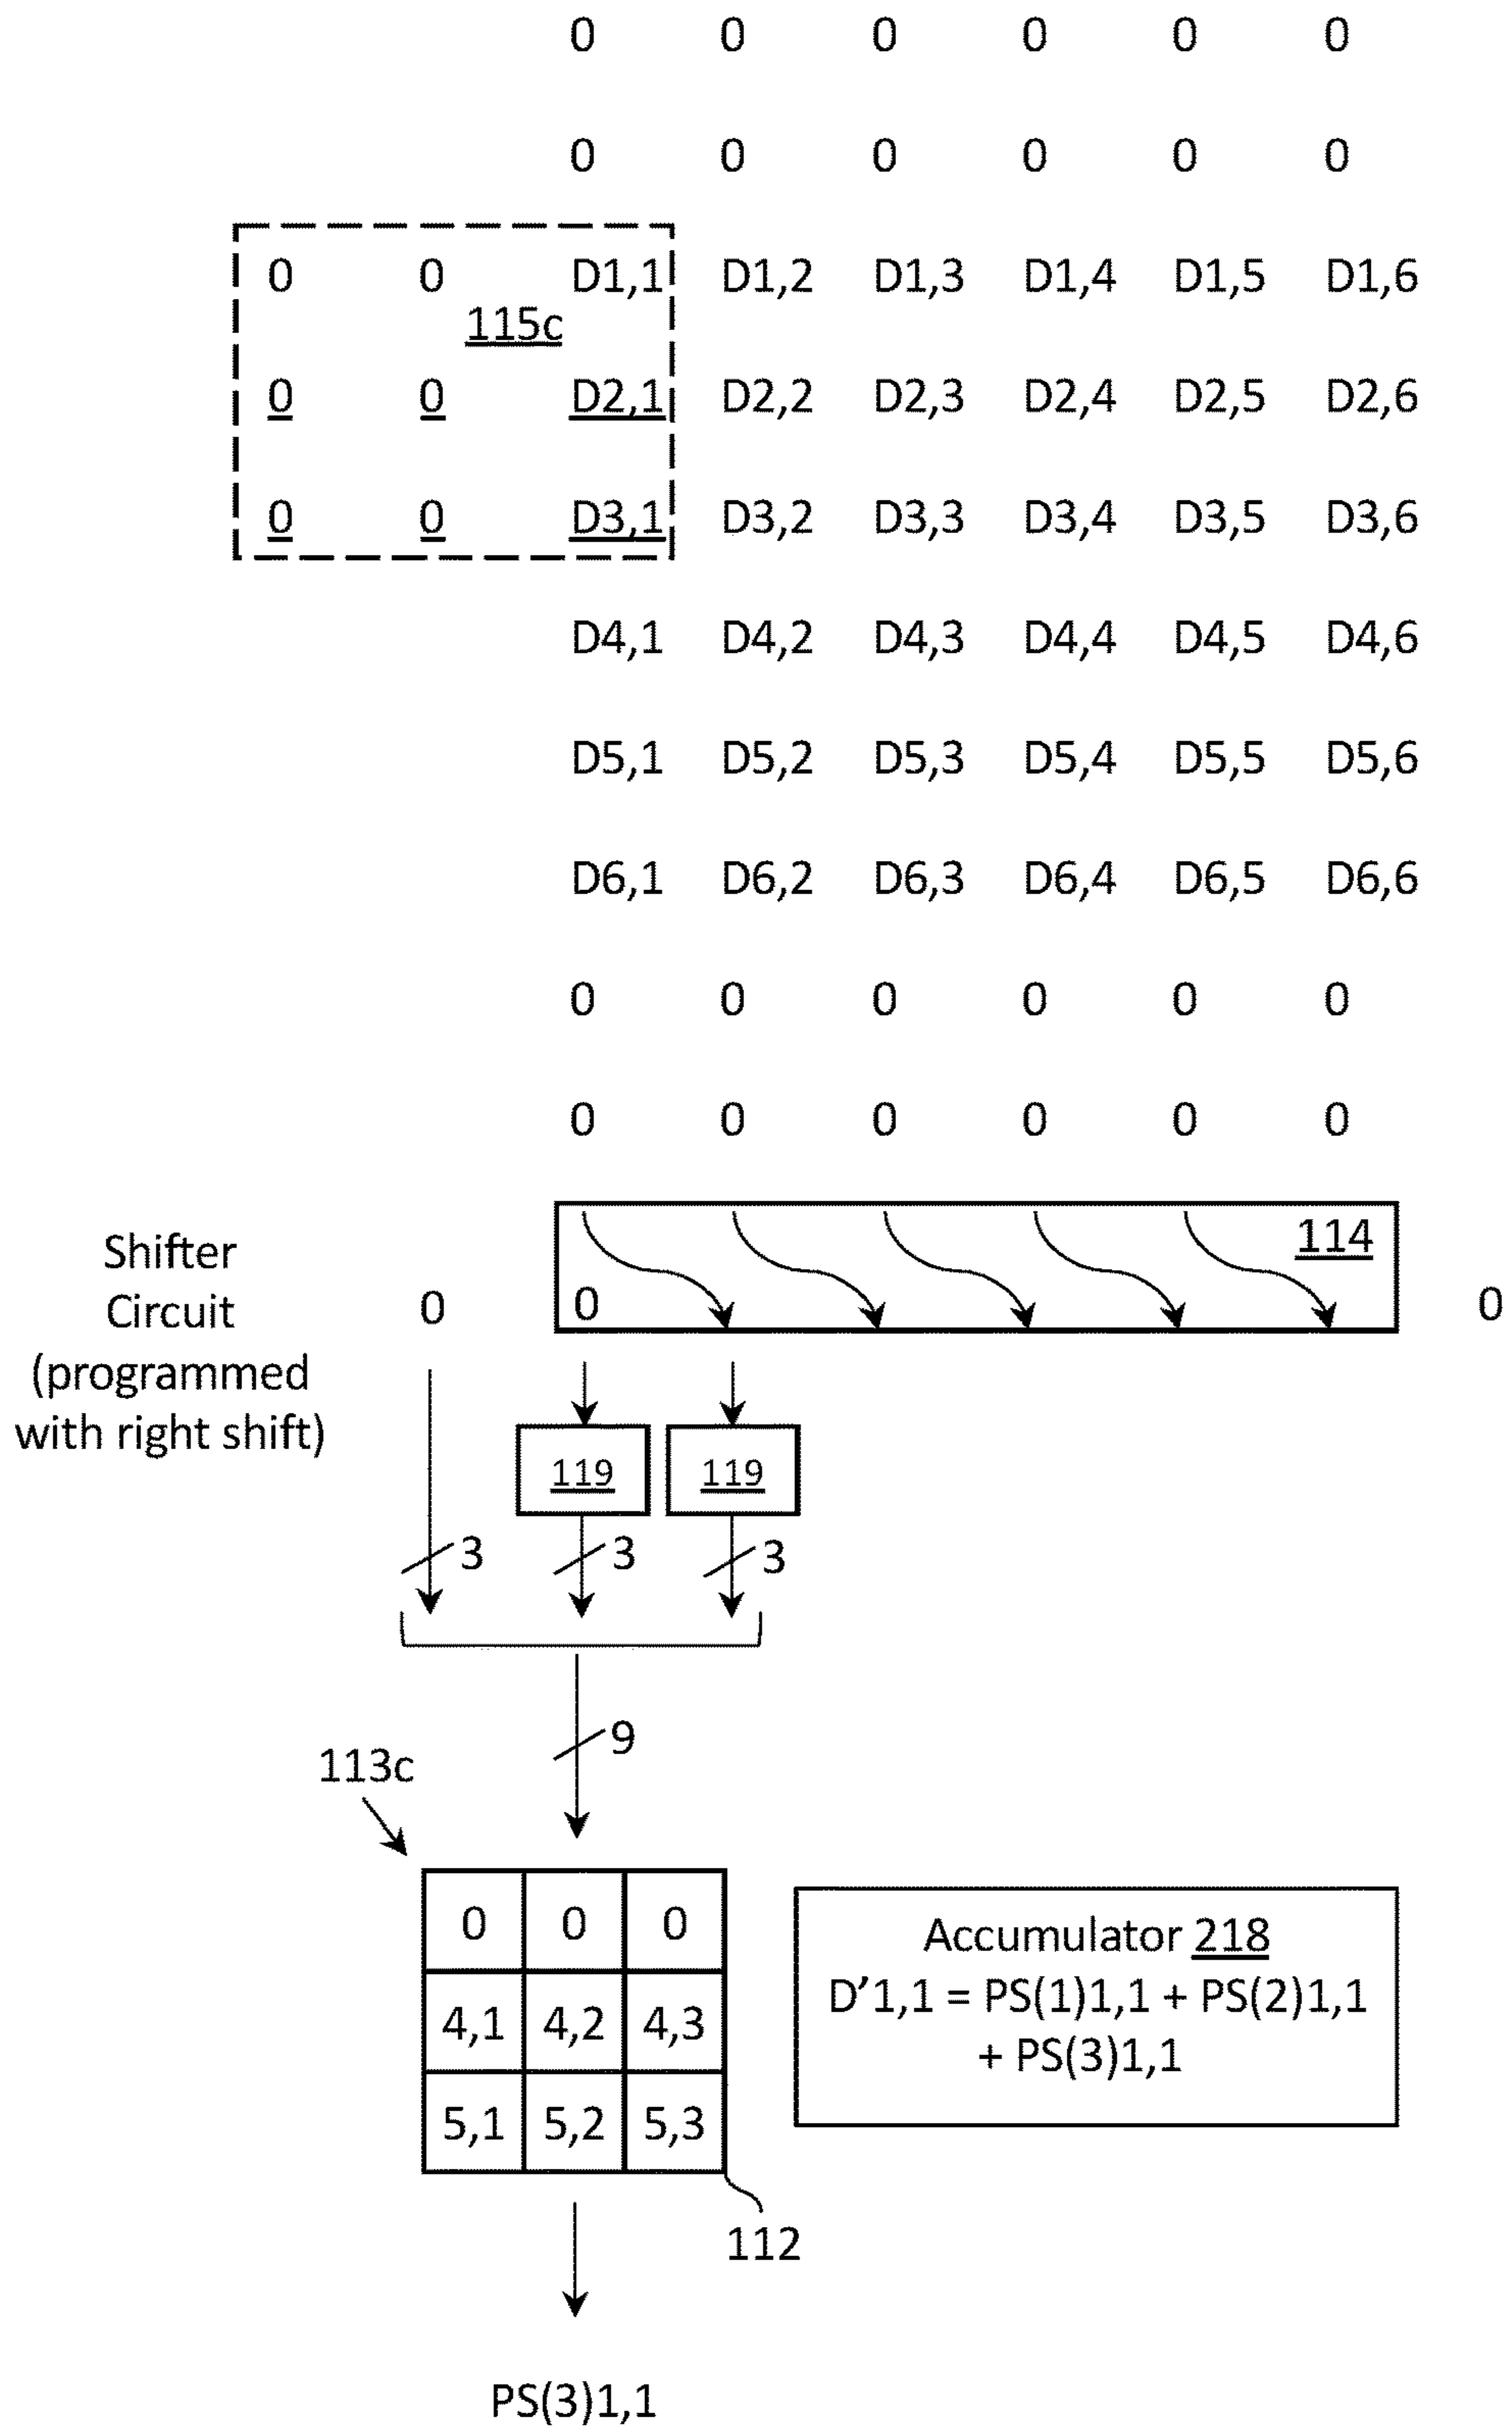 0 0 0 0 0 0
0 0 0 0 0 0
0 0 D1,1 D1,2 D1,3 D1,4 D1,5 D1,6
115c
0 0 D2,1 D2,2 D2,3 D2,4 D2,5 D2,6
0 0 D3,1 D3,2 D3,3 D3,4 D3,5 D3,6
D4,1 D4,2 D4,3 D4,4 D4,5 D4,6
D5,1 D5,2 D5,3 D5,4 D5,5 D5,6
D6,1 D6,2 D6,3 D6,4 D6,5 D6,6
0 0 0 0 0 0
0 0 0 0 0 0
Shifter
Circuit
(programmed
with right shift)
114
0 0 0
119 119
3 3 3
9
113c
0 0 0
4,1 4,2 4,3
5,1 5,2 5,3
112
Accumulator 218
D’1,1 = PS(1)1,1 + PS(2)1,1
+ PS(3)1,1
PS(3)1,1